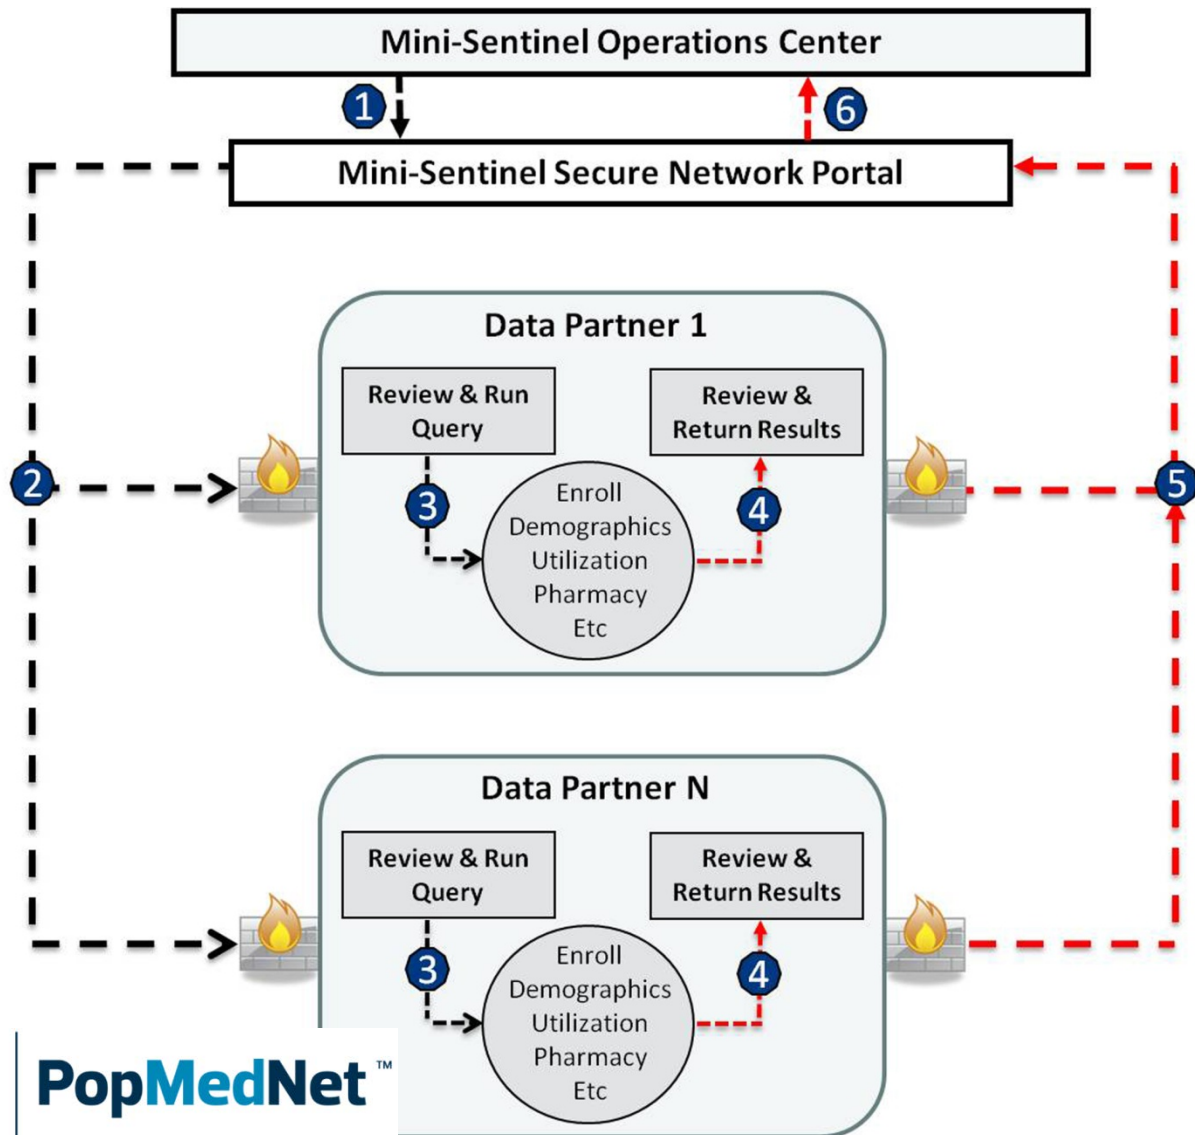 Mini-Sentinel Operations Center
1
6
Mini-Sentinel Secure Network Portal
Data Partner 1
Review & Run
Query
Review &
Return Results
2
3
4
5
Enroll
Demographics
Utilization
Pharmacy
Etc
Data Partner N
Review & Run
Query
Review &
Return Results
3
4
Enroll
Demographics
Utilization
Pharmacy
Etc
PopMedNet™